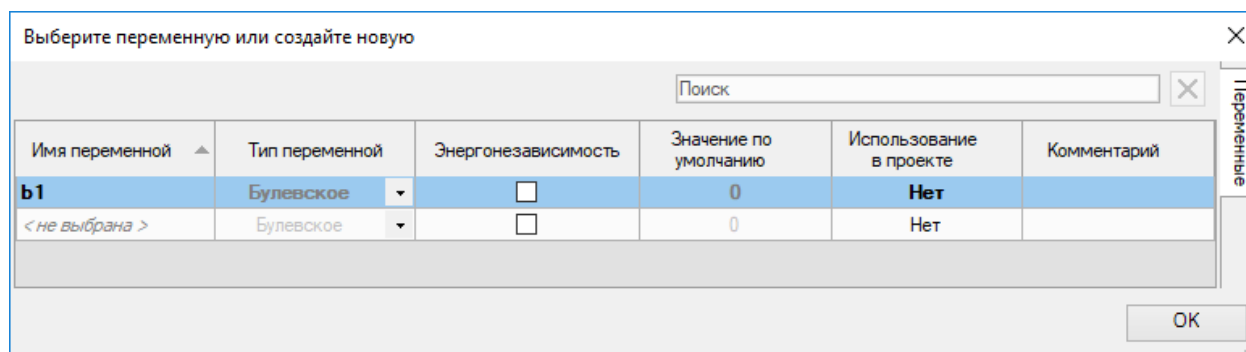 Выберите переменную или создайте новую
Поиск
Переменные
Имя переменной Тип переменной Энергонезависимость Значение по умолчанию Использование в проекте Комментарий
b1 Булевское 0 Нет
< не выбрана > Булевское 0 Нет
OK